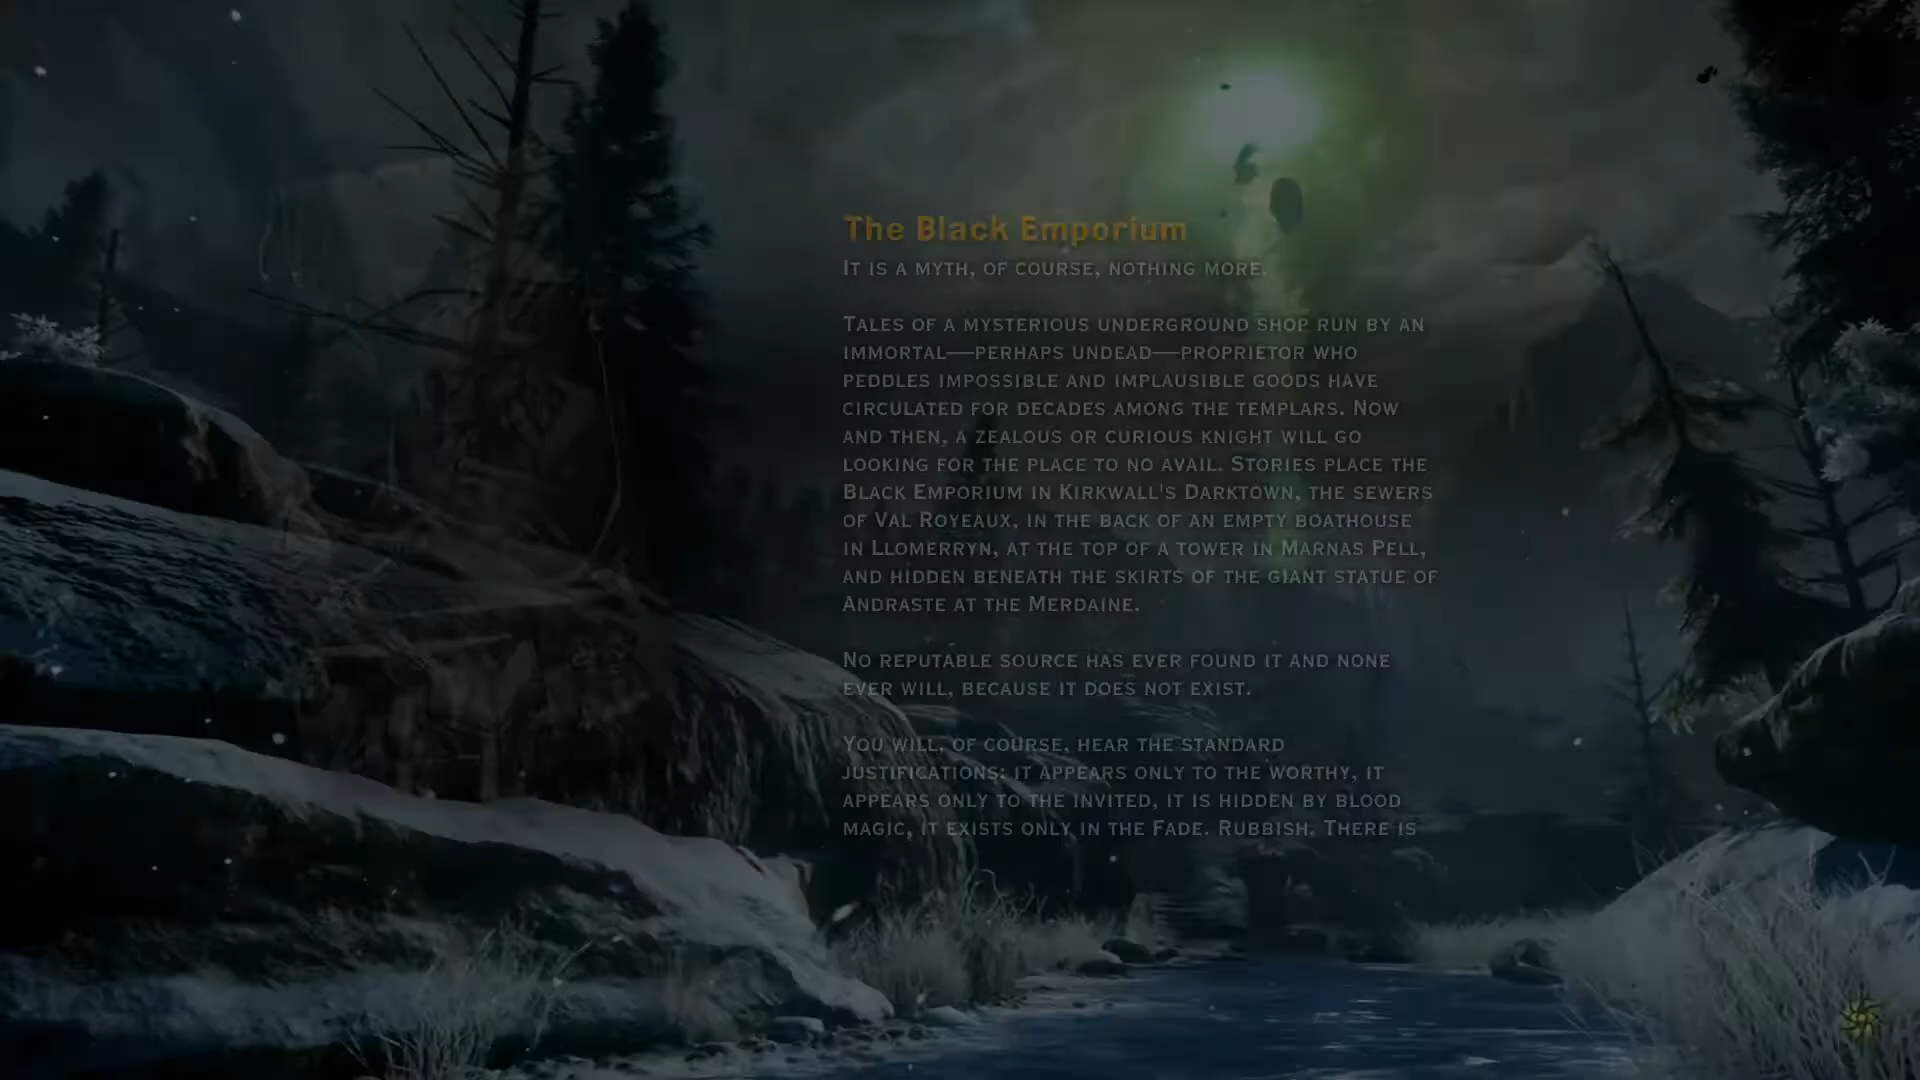 The Black Emporium
It is a myth, of course, nothing more.
Tales of a mysterious underground shop run by an
immortal—perhaps undead—proprietor who
peddles impossible and implausible goods have
circulated for decades among the templars. Now
and then, a zealous or curious knight will go
looking for the place to no avail. Stories place the
Black Emporium in Kirkwall's Darktown, the sewers
of Val Royeaux, in the back of an empty boathouse
in Llomerryn, at the top of a tower in Marnas Pell,
and hidden beneath the skirts of the giant statue of
Andraste at the Merdaine.
No reputable source has ever found it and none
ever will, because it does not exist.
You will, of course, hear the standard
justifications: it appears only to the worthy, it
appears only to the invited, it is hidden by blood
magic, it exists only in the Fade. Rubbish. There is